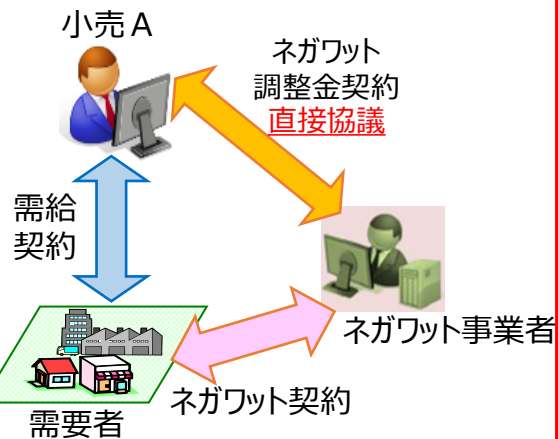 小売A
ネガワット
調整金契約
直接協議
需給
契約
ネガワット事業者
ネガワット契約
需要者